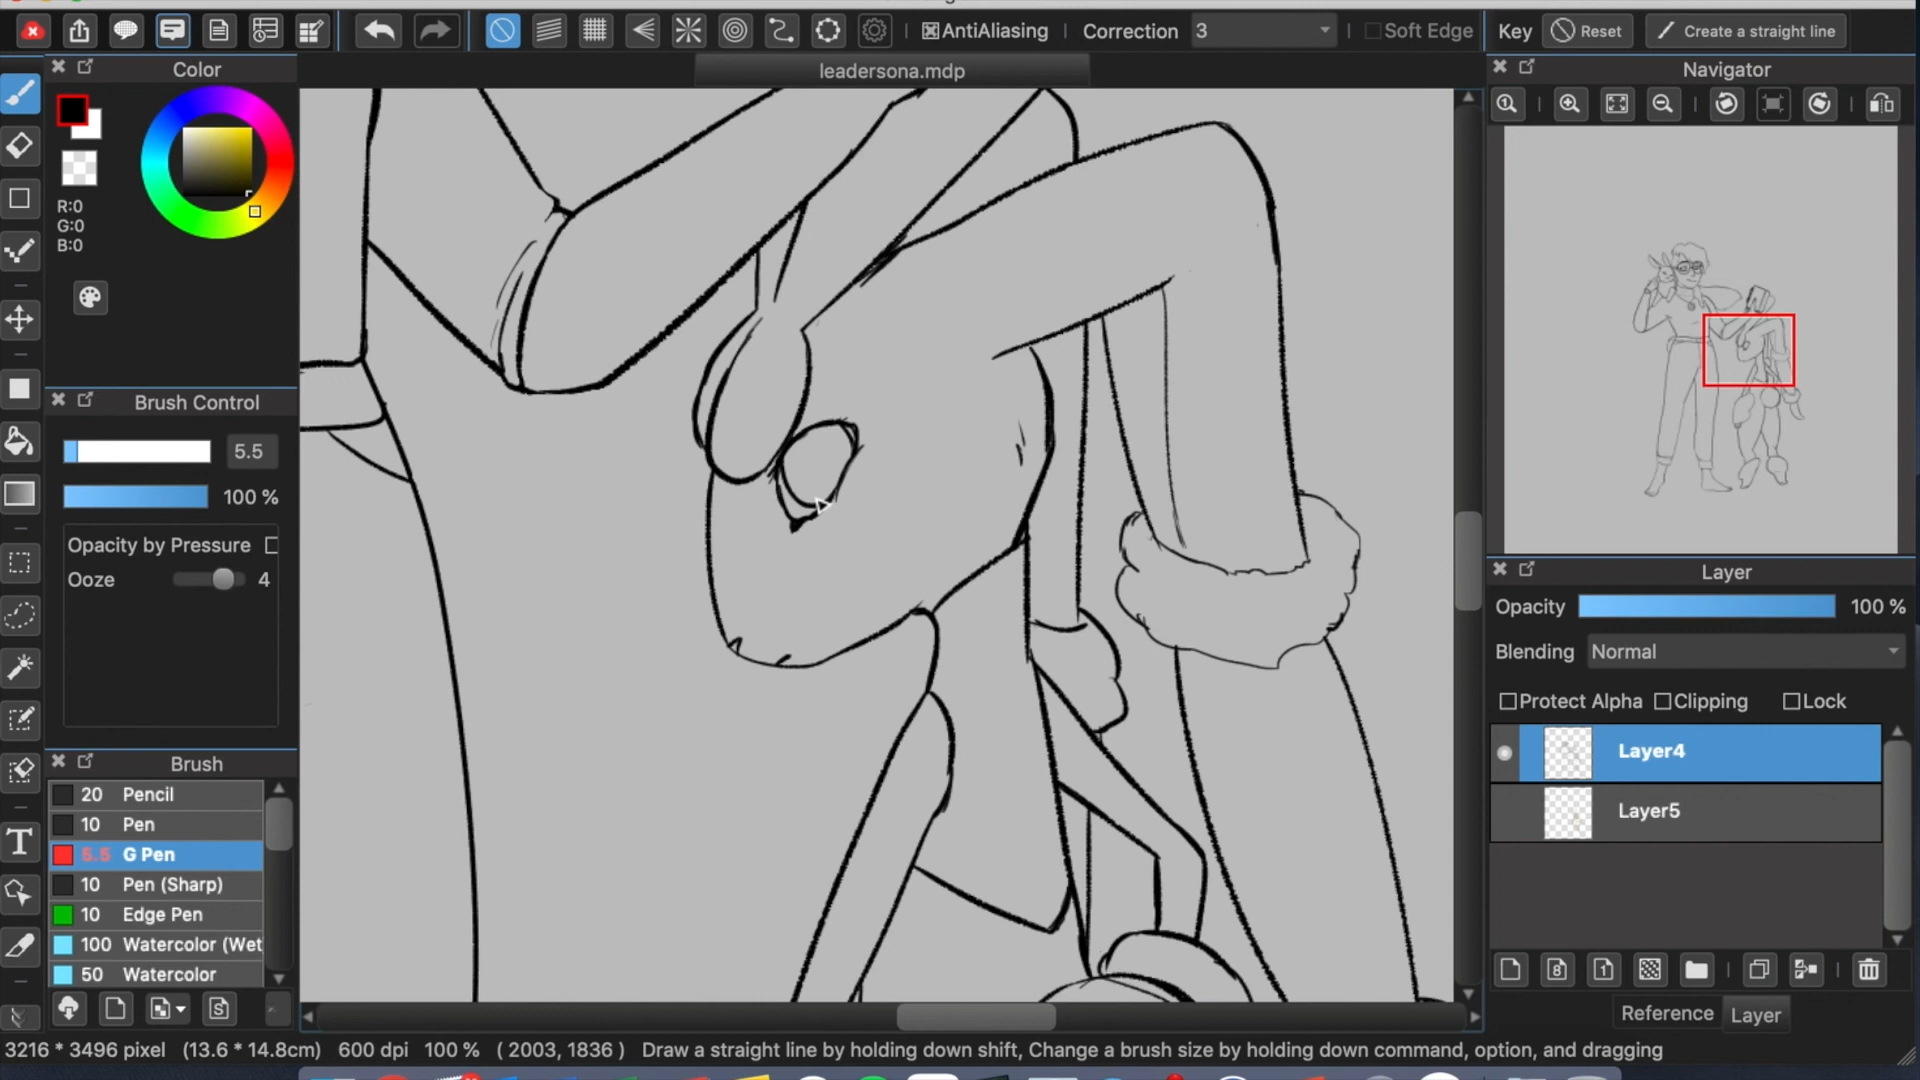 AntiAliasing
Correction
3
Soft Edge
Key
Reset
Create a straight line
Color
leadersona.mdp
Navigator
R:0
G:0
B:0
Brush Control
5.5
100 %
Opacity by Pressure
Ooze
4
Layer
Opacity
100 %
Blending
Normal
Protect Alpha
Clipping
Lock
Layer4
Layer5
Brush
20 Pencil
10 Pen
5.5 G Pen
10 Pen (Sharp)
10 Edge Pen
100 Watercolor (Wet
50 Watercolor
Reference
Layer
3216 * 3496 pixel (13.6 * 14.8cm) 600 dpi 100 % ( 2003, 1836 ) Draw a straight line by holding down shift, Change a brush size by holding down command, option, and dragging